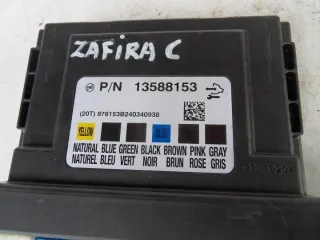 ZAFIRA C
P/N 13588153
(20T) 878153B240340938
YELLOW BLUE
NATURAL BLUE GREEN BLACK BROWN PINK GRAY
NATUREL BLEU VERT NOIR BRUN ROSE GRIS